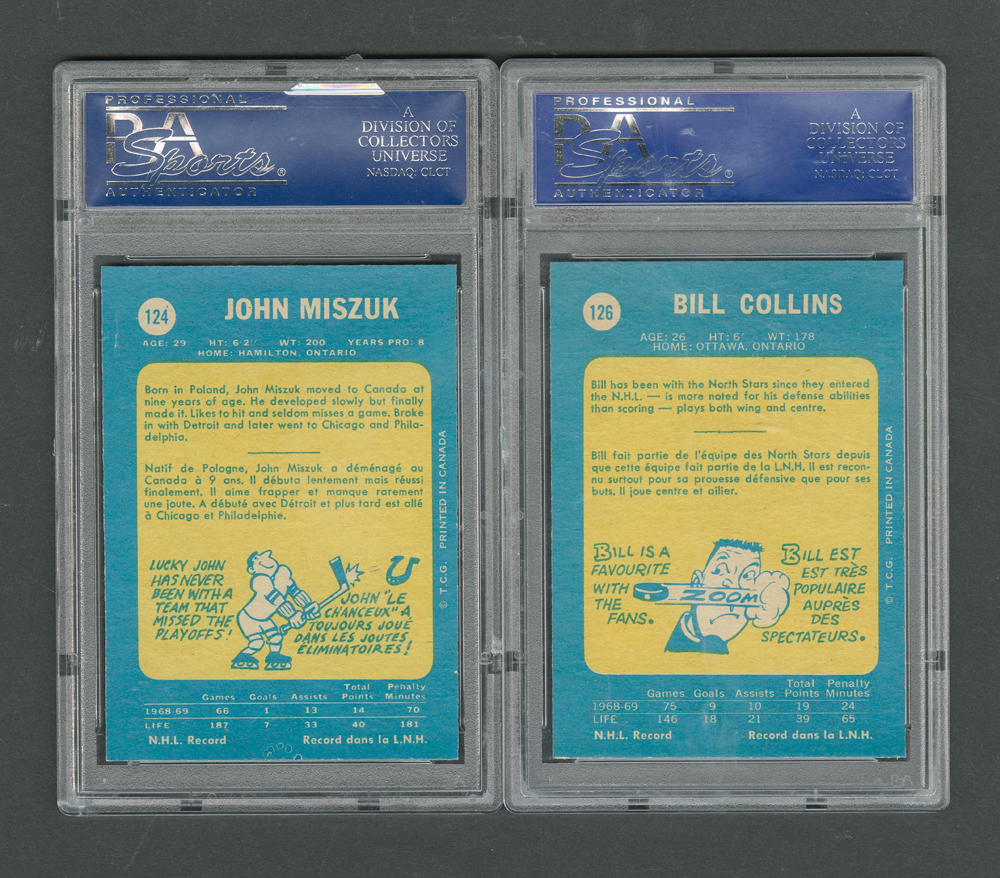 PROFESSIONAL
PSA
Sports®
AUTHENTICATOR
A
DIVISION OF
COLLECTORS
UNIVERSE
NASDAQ: CLCT
124
JOHN MISZUK
AGE: 29 HT: 6'2" WT: 200 YEARS PRO: 8
HOME: HAMILTON, ONTARIO
Born in Poland, John Miszuk moved to Canada at
nine years of age. He developed slowly but finally
made it. Likes to hit and seldom misses a game. Broke
in with Detroit and later went to Chicago and Phila-
delphia.
Natif de Pologne, John Miszuk a déménagé au
Canada à 9 ans. Il débuta lentement mais réussi
finalement. Il aime frapper et manque rarement
une joute. A débuté avec Détroit et plus tard est allé
à Chicago et Philadelphie.
LUCKY JOHN
HAS NEVER
BEEN WITH A
TEAM THAT
MISSED THE
PLAYOFFS!
JOHN "LE
CHANCEUX" A
TOUJOURS JOUÉ
DANS LES JOUTES
ÉLIMINATOIRES!
© T.C.G. PRINTED IN CANADA
Games Goals Assists Total Points Penalty Minutes
1968-69 66 1 13 14 70
LIFE 187 7 33 40 181
N.H.L. Record Record dans la L.N.H.
PROFESSIONAL
PSA
Sports®
AUTHENTICATOR
A
DIVISION OF
COLLECTORS
UNIVERSE
NASDAQ: CLCT
126
BILL COLLINS
AGE: 26 HT: 6' WT: 178
HOME: OTTAWA, ONTARIO
Bill has been with the North Stars since they entered
the N.H.L. — is more noted for his defense abilities
than scoring — plays both wing and centre.
Bill fait partie de l'équipe des North Stars depuis
que cette équipe fait partie de la L.N.H. Il est recon-
nu surtout pour sa prouesse défensive que pour ses
buts. Il joue centre et ailier.
BILL IS A
FAVOURITE
WITH
THE
FANS.
ZOOM
BILL EST
EST TRÈS
POPULAIRE
AUPRÈS
DES
SPECTATEURS.
© T.C.G. PRINTED IN CANADA
Games Goals Assists Total Points Penalty Minutes
1968-69 75 9 10 19 24
LIFE 146 18 21 39 65
N.H.L. Record Record dans la L.N.H.